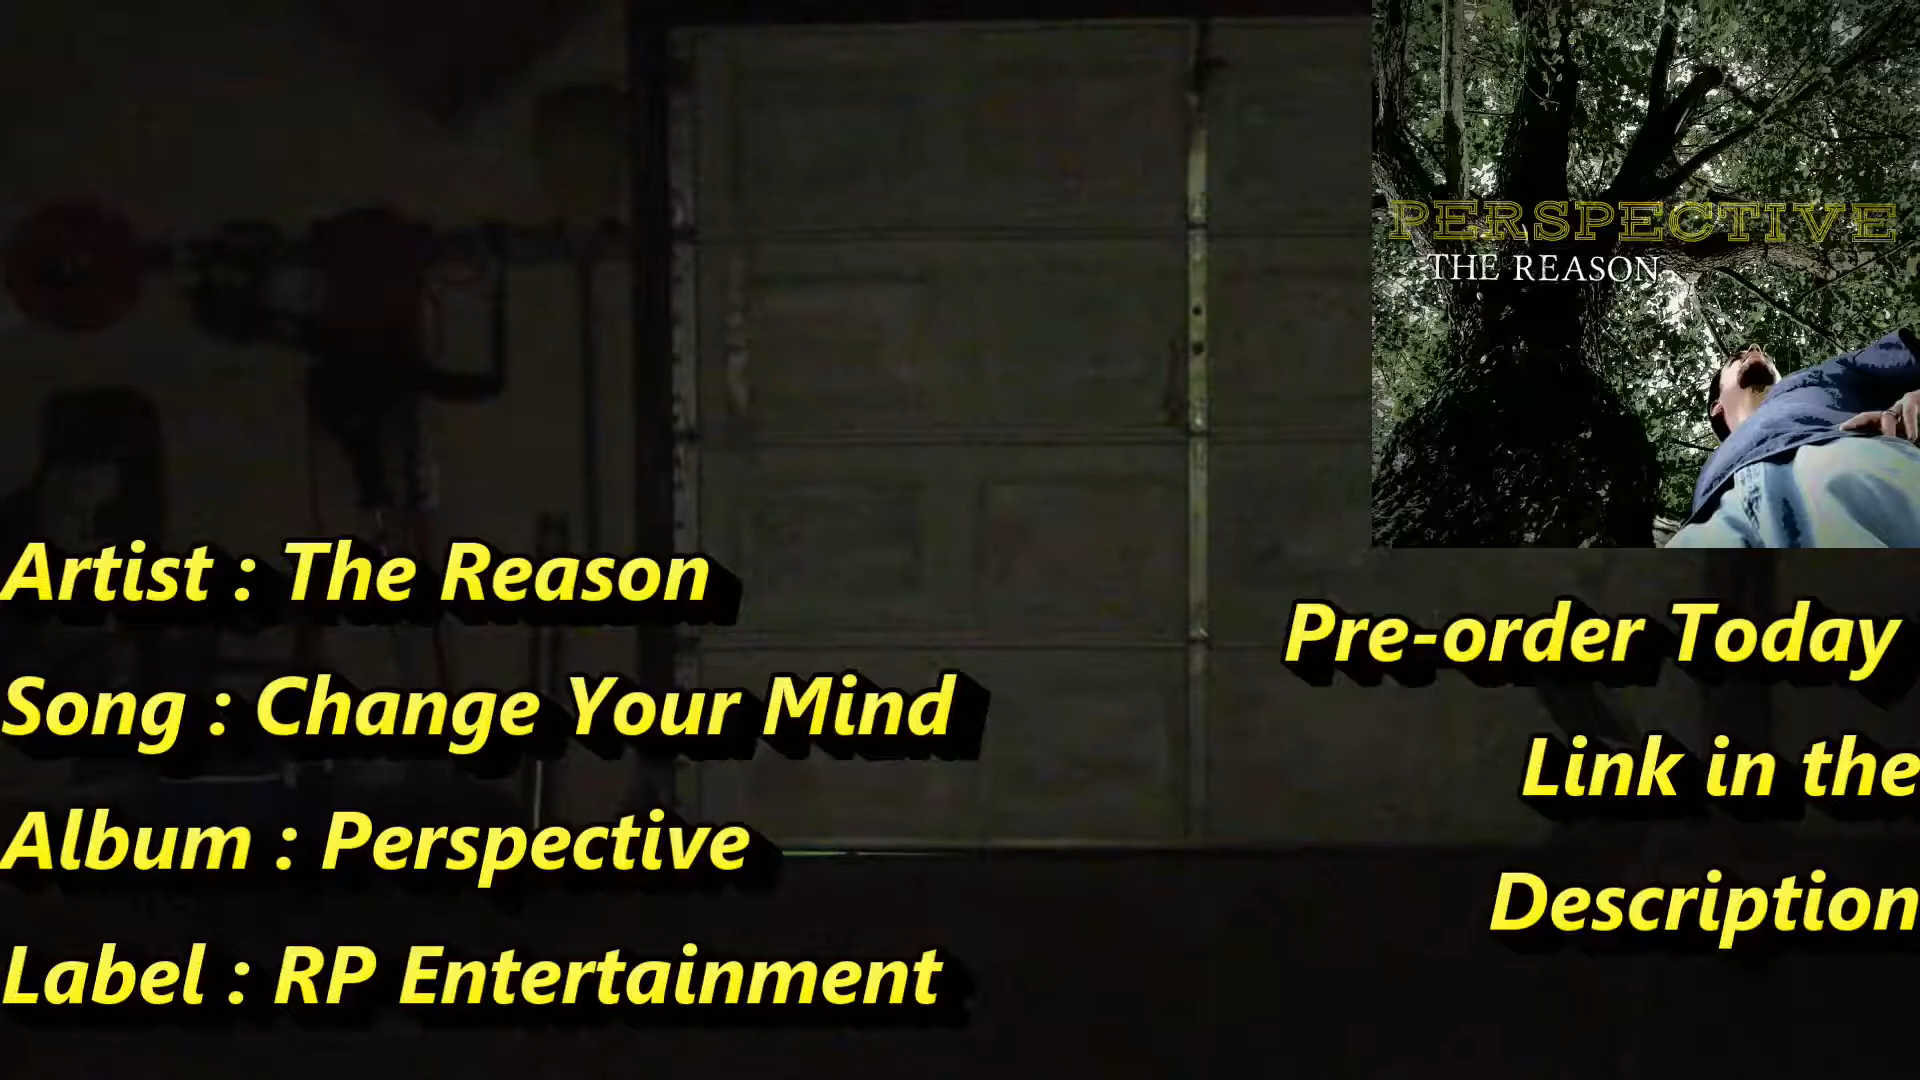 PERSPECTIVE
THE REASON
Artist : The Reason
Song : Change Your Mind
Album : Perspective
Label : RP Entertainment
Pre-order Today
Link in the
Description